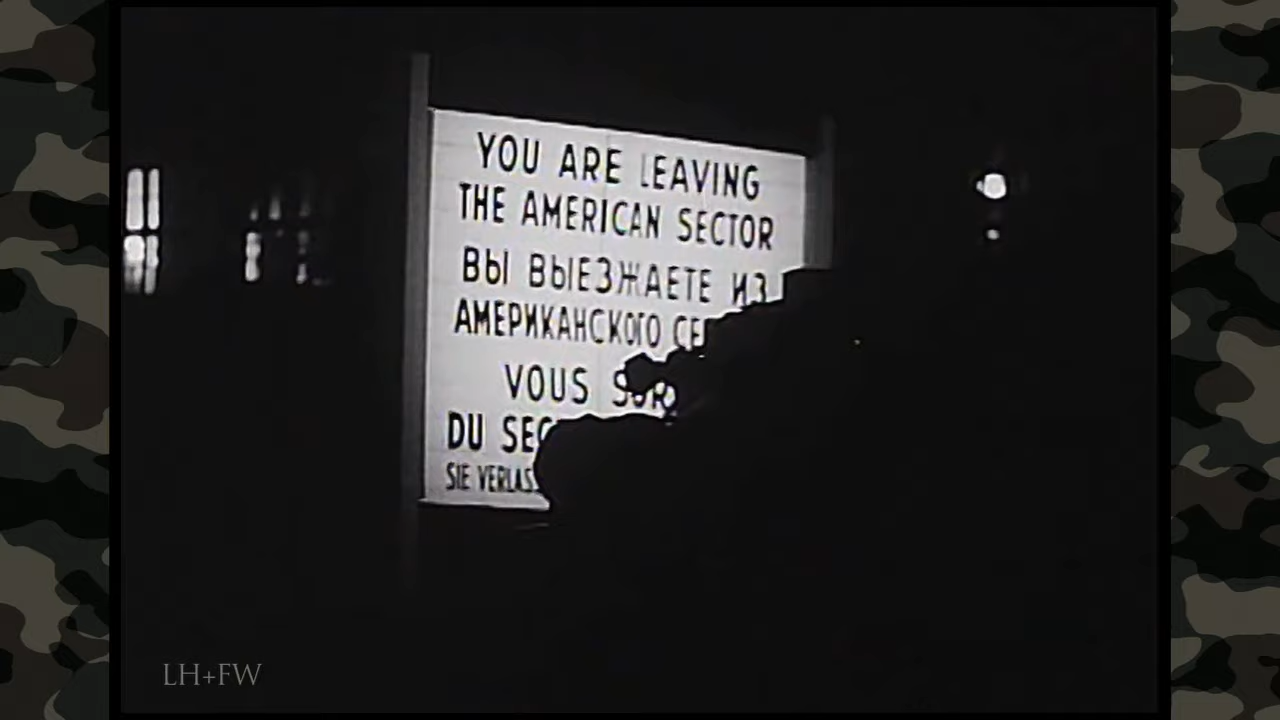 YOU ARE LEAVING
THE AMERICAN SECTOR
ВЫ ВЫЕЗЖАЕТЕ ИЗ
АМЕРИКАНСКОГО
VOUS
DU
SIE
LH+FW